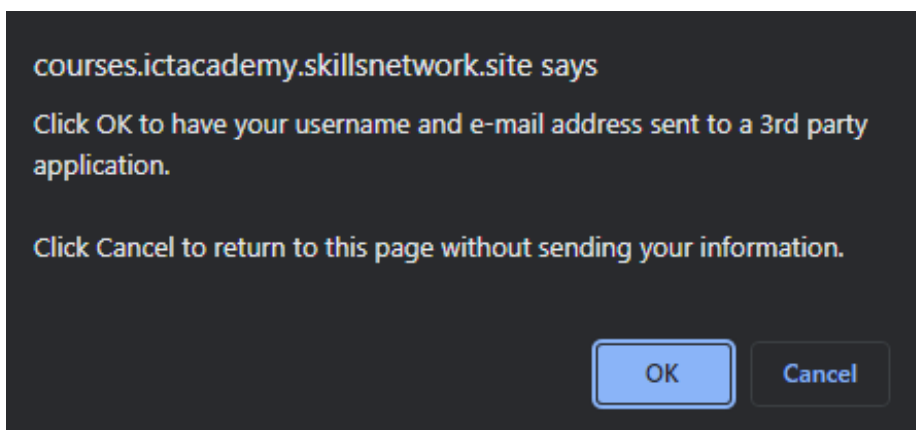 courses.ictacademy.skillsnetwork.site says
Click OK to have your username and e-mail address sent to a 3rd party
application.
Click Cancel to return to this page without sending your information.
OK
Cancel